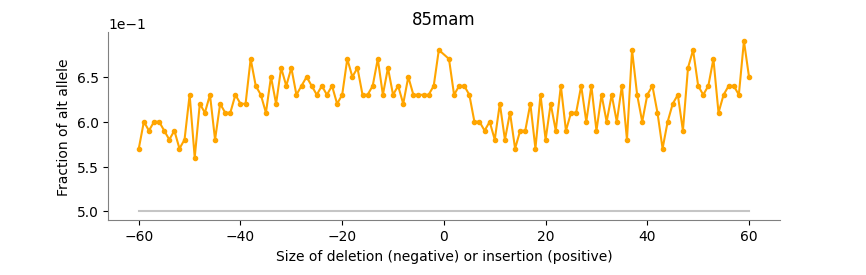 85mam
1e−1
Fraction of alt allele
6.5
6.0
5.5
5.0
−60
−40
−20
0
20
40
60
Size of deletion (negative) or insertion (positive)